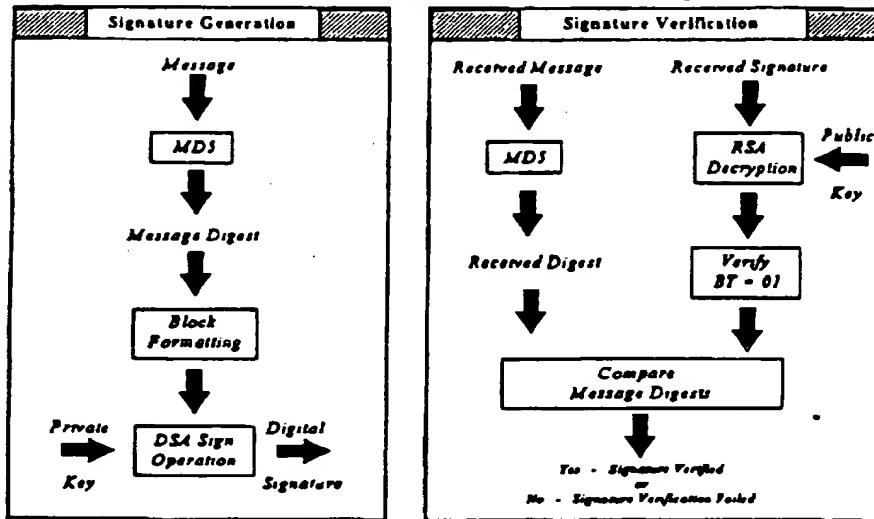 Signature Generation
Message
MD5
Message Digest
Block
Formatting
Private
Key
DSA Sign
Operation
Digital
Signature
Signature Verification
Received Message
Received Signature
MD5
RSA
Decryption
Public
Key
Received Digest
Verify
BT = 01
Compare
Message Digests
Yes - Signature Verified
or
No - Signature Verification Failed